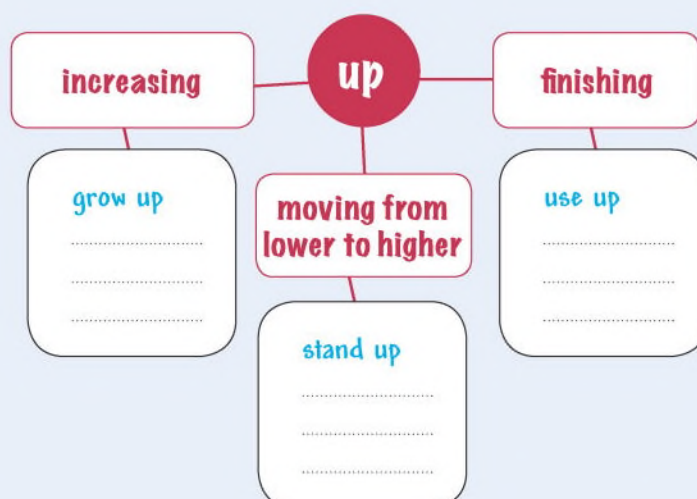 up
increasing
finishing
grow up
moving from
lower to higher
use up
stand up